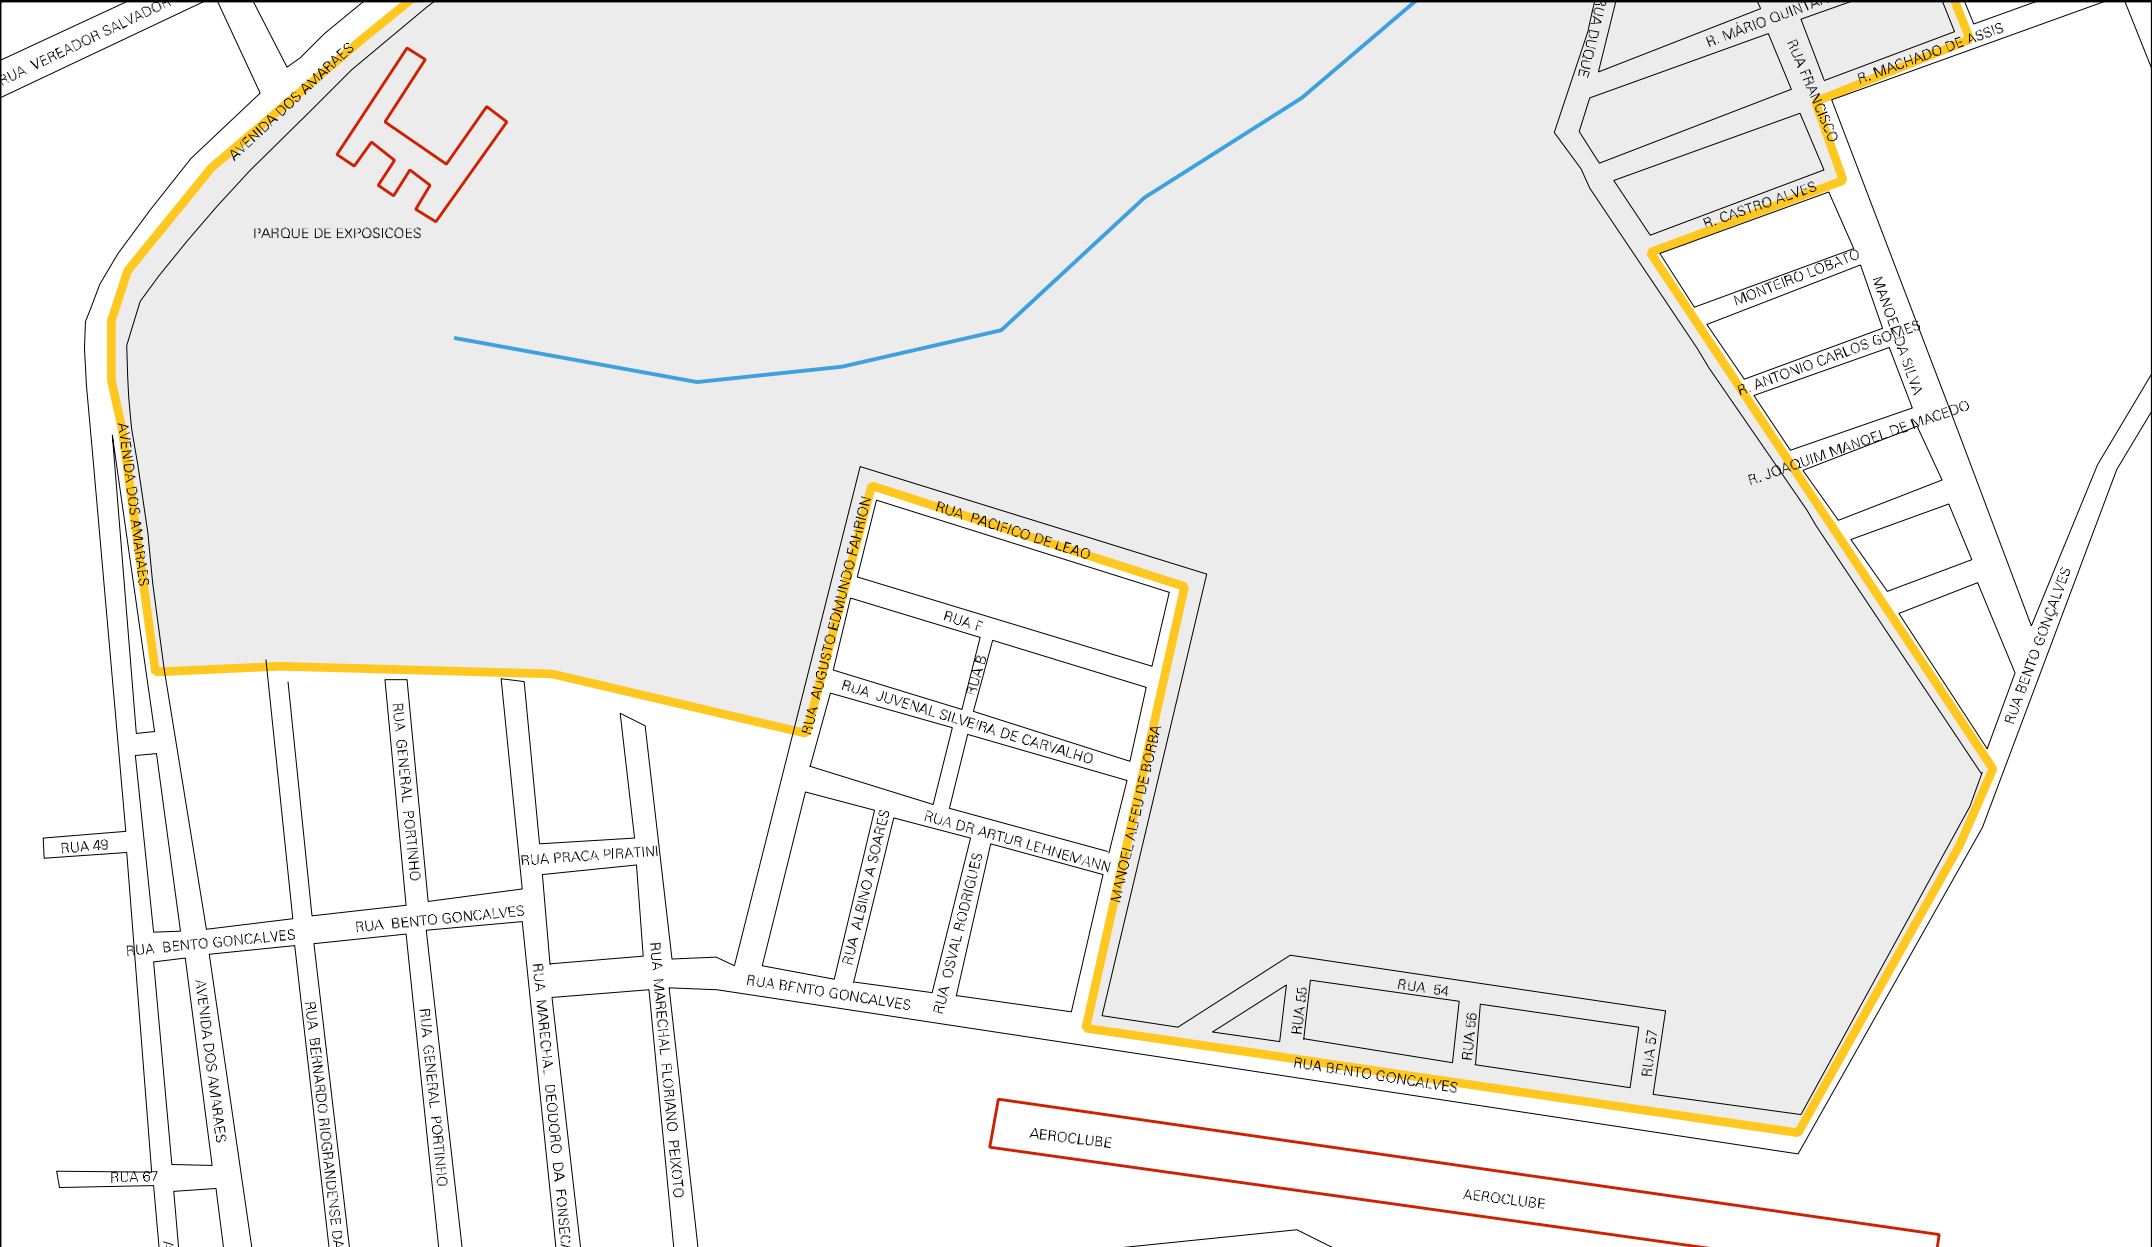 RUA VEREADOR SALVADOR
AVENIDA DOS AMARAES
RUA DUQUE
R. MÁRIO QUINTA
RUA FRANCISCO
R. MACHADO DE ASSIS
PARQUE DE EXPOSICOES
R. CASTRO ALVES
MONTEIRO LOBATO
MANOEL DA SILVA
R. ANTONIO CARLOS GOMES
R. JOAQUIM MANOEL DE MACEDO
AVENIDA DOS AMARAES
RUA AUGUSTO EDMUNDO FAHRION
RUA PACIFICO DE LEAO
RUA F
RUA B
RUA JUVENAL SILVEIRA DE CARVALHO
RUA BENTO GONÇALVES
MANOEL ALFEU DE BORBA
RUA GENERAL PORTINHO
RUA 49
RUA PRACA PIRATINI
RUA DR ARTUR LEHNEMANN
RUA ALBINO A SOARES
RUA OSVAL RODRIGUES
RUA BENTO GONCALVES
RUA BENTO GONCALVES
RUA BENTO GONCALVES
RUA 54
RUA 55
RUA 56
RUA 57
RUA BENTO GONCALVES
AVENIDA DOS AMARAES
RUA BERNARDO RIOGRANDENSE DA
RUA GENERAL PORTINHO
RUA MARECHAL DEODORO DA FONSECA
RUA MARECHAL FLORIANO PEIXOTO
AEROCLUBE
RUA 67
AEROCLUBE
A